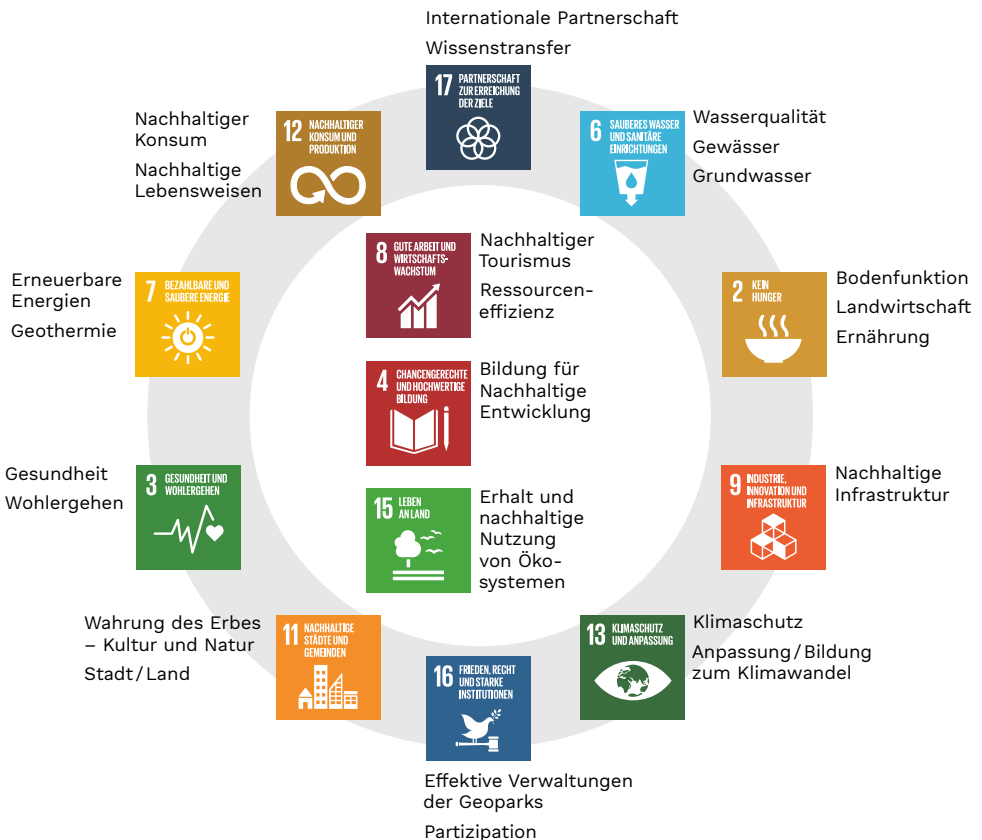 Internationale Partnerschaft
Wissenstransfer
17 PARTNERSCHAFT
ZUR ERREICHUNG
DER ZIELE
Nachhaltiger
Konsum
Nachhaltige
Lebensweisen
12 NACHHALTIGER
KONSUM UND
PRODUKTION
6 SAUBERES WASSER
UND SANITÄRE
EINRICHTUNGEN
Wasserqualität
Gewässer
Grundwasser
8 GUTE ARBEIT UND
WIRTSCHAFTS-
WACHSTUM
Nachhaltiger
Tourismus
Ressourcen-
effizienz
Erneuerbare
Energien
Geothermie
7 BEZAHLBARE UND
SAUBERE ENERGIE
2 KEIN
HUNGER
Bodenfunktion
Landwirtschaft
Ernährung
4 CHANCENGERECHTE
UND HOCHWERTIGE
BILDUNG
Bildung für
Nachhaltige
Entwicklung
Gesundheit
Wohlergehen
3 GESUNDHEIT UND
WOHLERGEHEN
15 LEBEN
AN LAND
Erhalt und
nachhaltige
Nutzung
von Öko-
systemen
9 INDUSTRIE,
INNOVATION UND
INFRASTRUKTUR
Nachhaltige
Infrastruktur
Wahrung des Erbes
– Kultur und Natur
Stadt/Land
11 NACHHALTIGE
STÄDTE UND
GEMEINDEN
13 KLIMASCHUTZ
UND ANPASSUNG
Klimaschutz
Anpassung/Bildung
zum Klimawandel
16 FRIEDEN, RECHT
UND STARKE
INSTITUTIONEN
Effektive Verwaltungen
der Geoparks
Partizipation